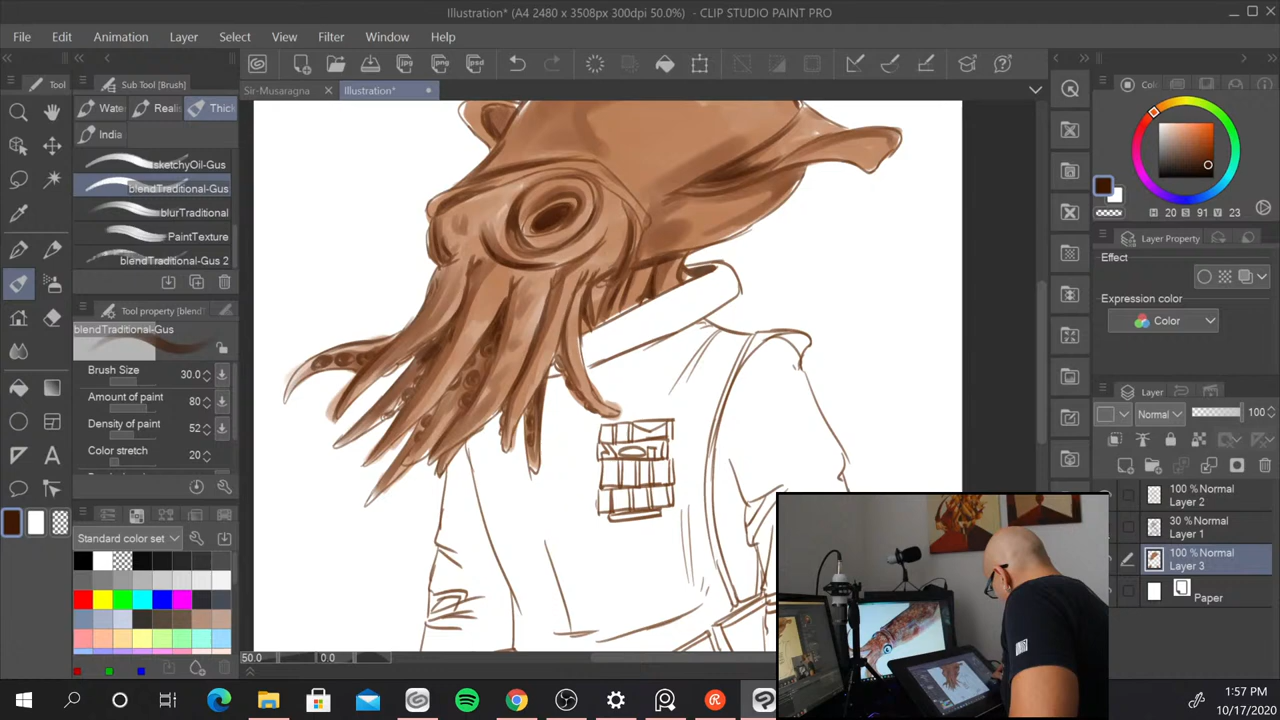 Illustration* (A4 2480 x 3508px 300dpi 50.0%) - CLIP STUDIO PAINT PRO
File Edit Animation Layer Select View Filter Window Help
Tool
Sub Tool [Brush]
Sir-Musaragna
Illustration*
Wate
Reali
Thick
India
sketchyOil-Gus
blendTraditional-Gus
blurTraditional
PaintTexture
blendTraditional-Gus 2
Tool property [blend
blendTraditional-Gus
Brush Size 30.0
Amount of paint 80
Density of paint 52
Color stretch 20
Standard color set
50.0 0.0
Colo
H 20 S 91 V 23
Layer Property
Effect
Expression color
Color
Layer
Normal 100
100 % Normal
Layer 2
30 % Normal
Layer 1
100 % Normal
Layer 3
Paper
1:57 PM
10/17/2020